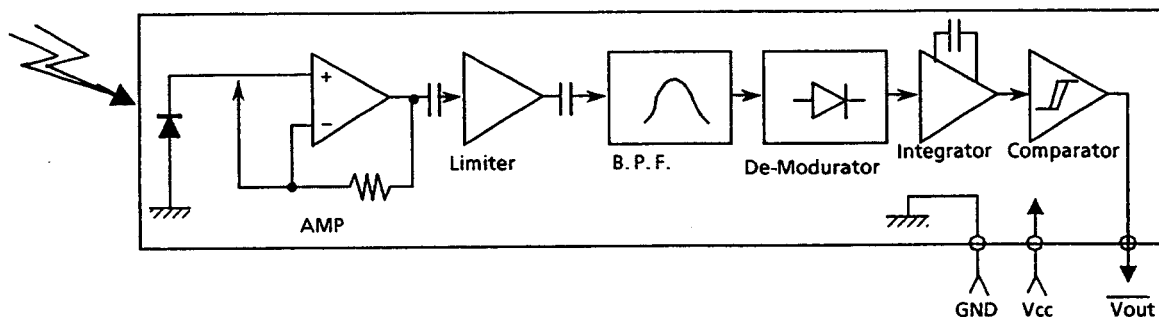 +
−
AMP
Limiter
B. P. F.
De-Modurator
Integrator
Comparator
GND
Vcc
Vout